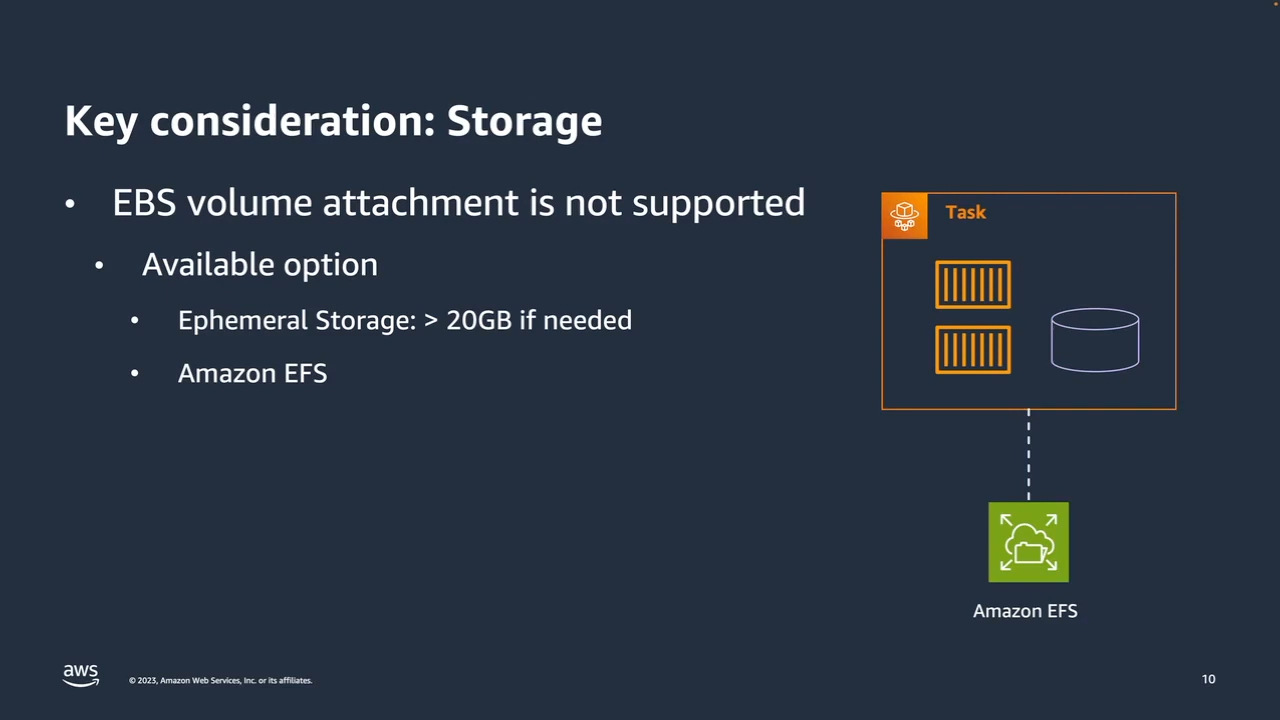 Key consideration: Storage
• EBS volume attachment is not supported
• Available option
• Ephemeral Storage: > 20GB if needed
• Amazon EFS
Task
Amazon EFS
aws
© 2023, Amazon Web Services, Inc. or its affiliates.
10